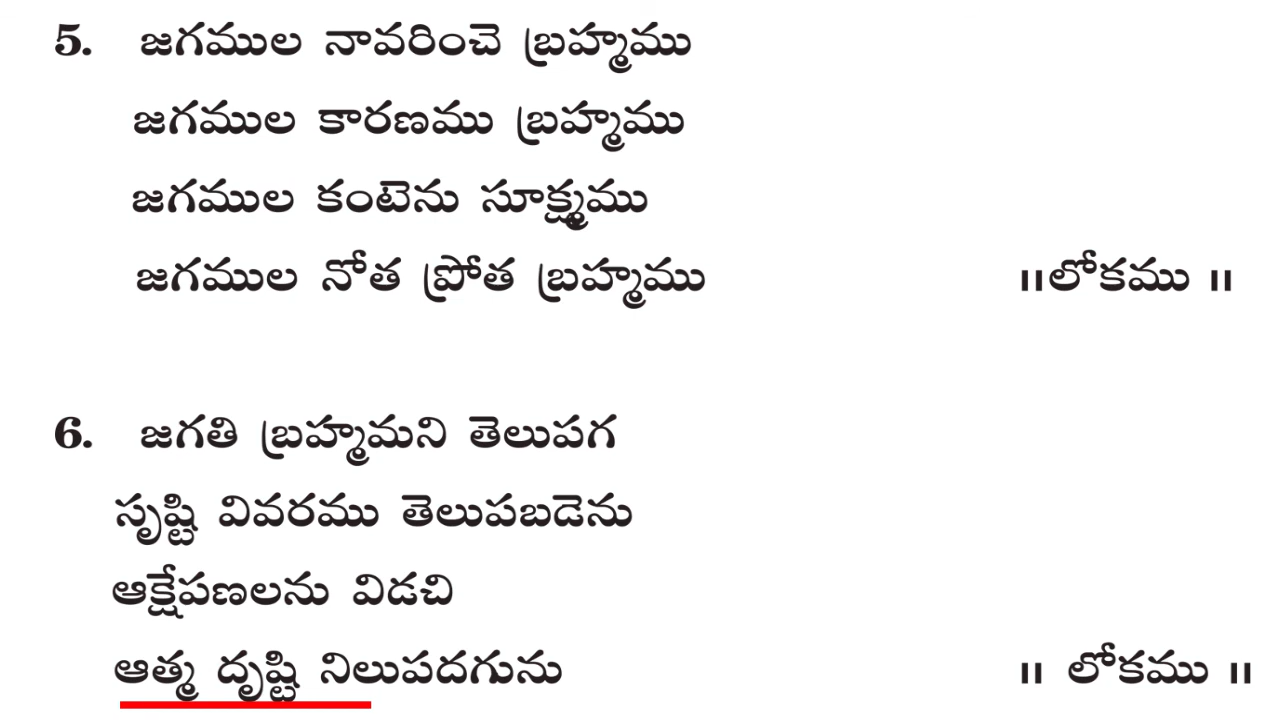 5. జగముల నావరించె బ్రహ్మము
జగముల కారణము బ్రహ్మము
జగముల కంటెను సూక్ష్మము
జగముల నోత ప్రోత బ్రహ్మము ॥లోకము ॥
6. జగతి బ్రహ్మమని తెలుపగ
సృష్టి వివరము తెలుపబడెను
ఆక్షేపణలను విడచి
ఆత్మ దృష్టి నిలుపదగును ॥ లోకము ॥